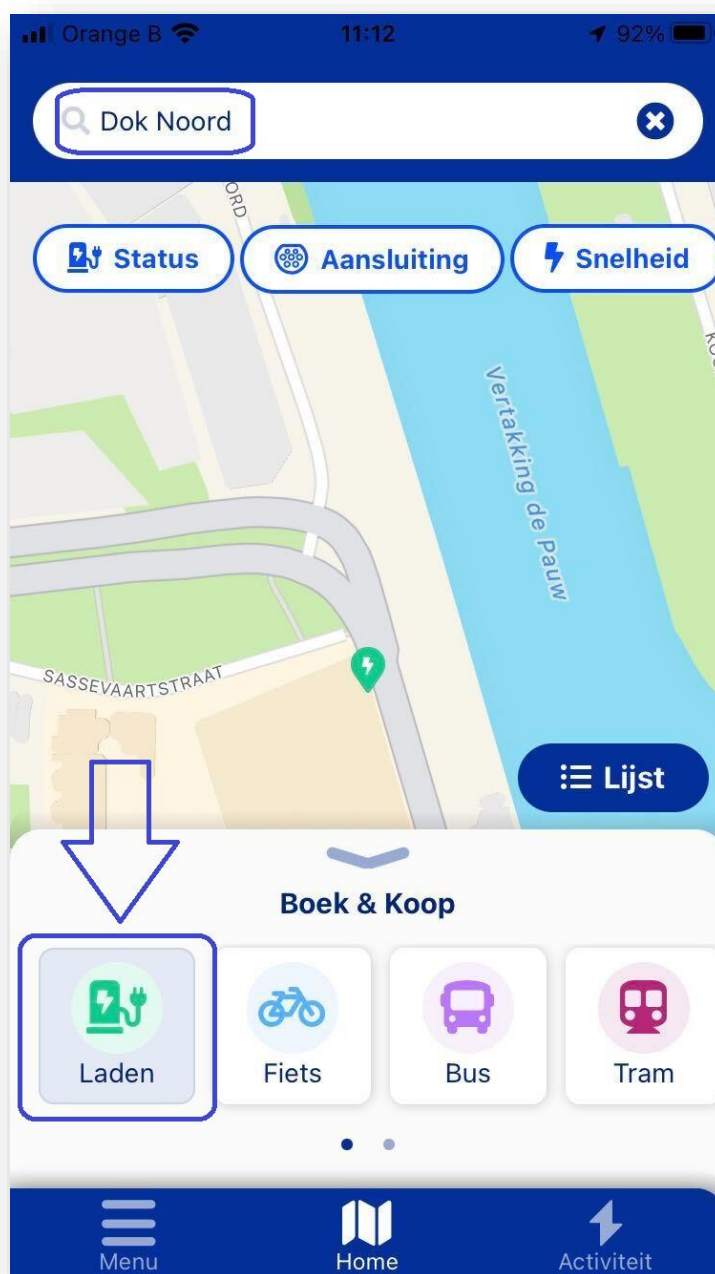 Orange B 11:12 92%
Dok Noord
ORD
Status Aansluiting Snelheid
Vertakking de Pauw
SASSEVAARTSTRAAT
Lijst
Boek & Koop
Laden Fiets Bus Tram
Menu Home Activiteit